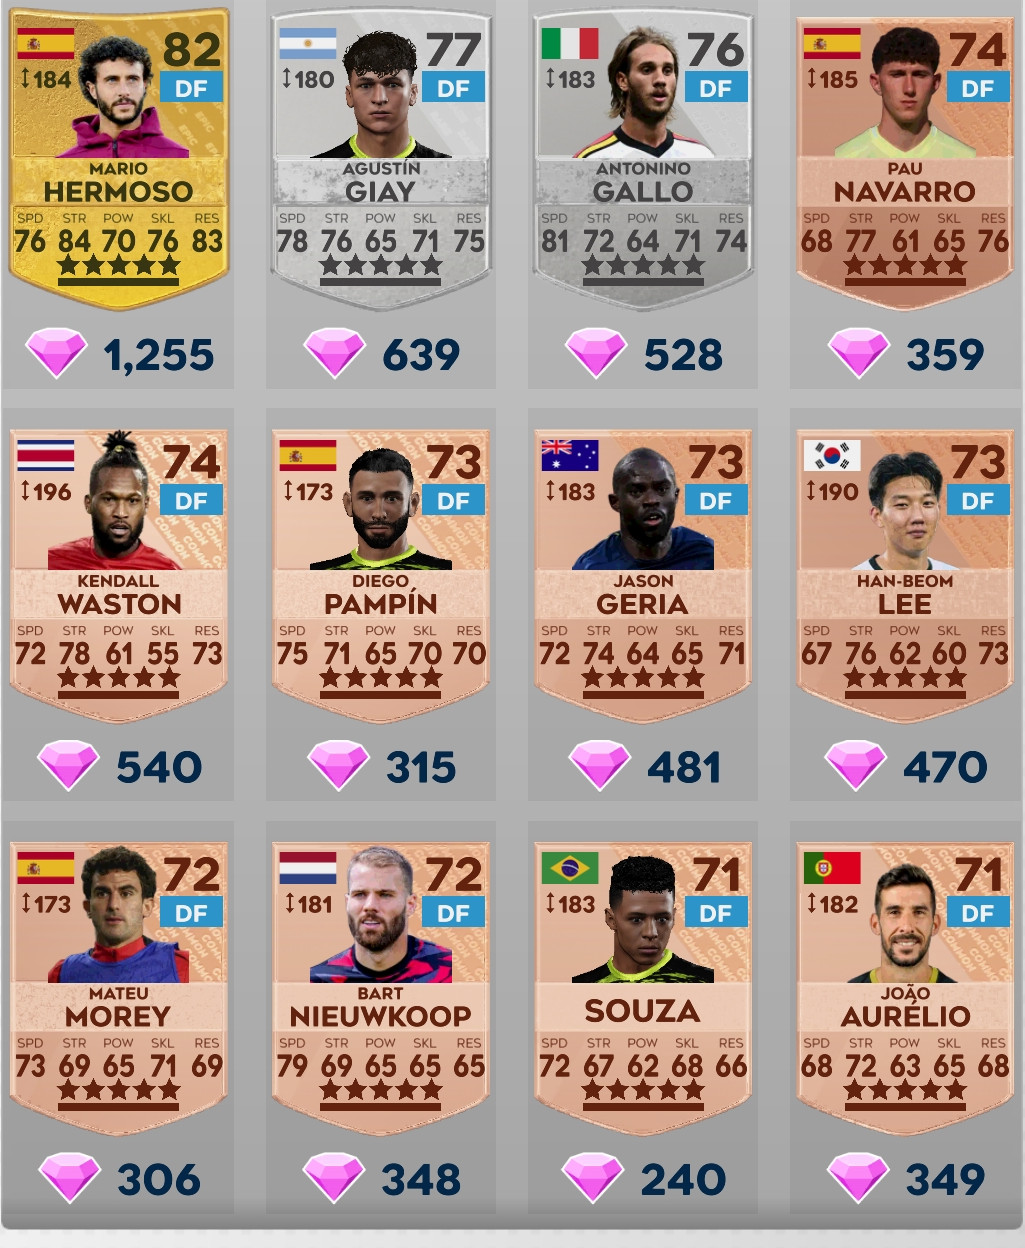 184 82
DF
MARIO
HERMOSO
SPD STR POW SKL RES
76 84 70 76 83
1,255
180 77
DF
AGUSTÍN
GIAY
SPD STR POW SKL RES
78 76 65 71 75
639
183 76
DF
ANTONINO
GALLO
SPD STR POW SKL RES
81 72 64 71 74
528
185 74
DF
PAU
NAVARRO
SPD STR POW SKL RES
68 77 61 65 76
359
196 74
DF
KENDALL
WASTON
SPD STR POW SKL RES
72 78 61 55 73
540
173 73
DF
DIEGO
PAMPÍN
SPD STR POW SKL RES
75 71 65 70 70
315
183 73
DF
JASON
GERIA
SPD STR POW SKL RES
72 74 64 65 71
481
190 73
DF
HAN-BEOM
LEE
SPD STR POW SKL RES
67 76 62 60 73
470
173 72
DF
MATEU
MOREY
SPD STR POW SKL RES
73 69 65 71 69
306
181 72
DF
BART
NIEUWKOOP
SPD STR POW SKL RES
79 69 65 65 65
348
183 71
DF
SOUZA
SPD STR POW SKL RES
72 67 62 68 66
240
182 71
DF
JOÃO
AURÉLIO
SPD STR POW SKL RES
68 72 63 65 68
349